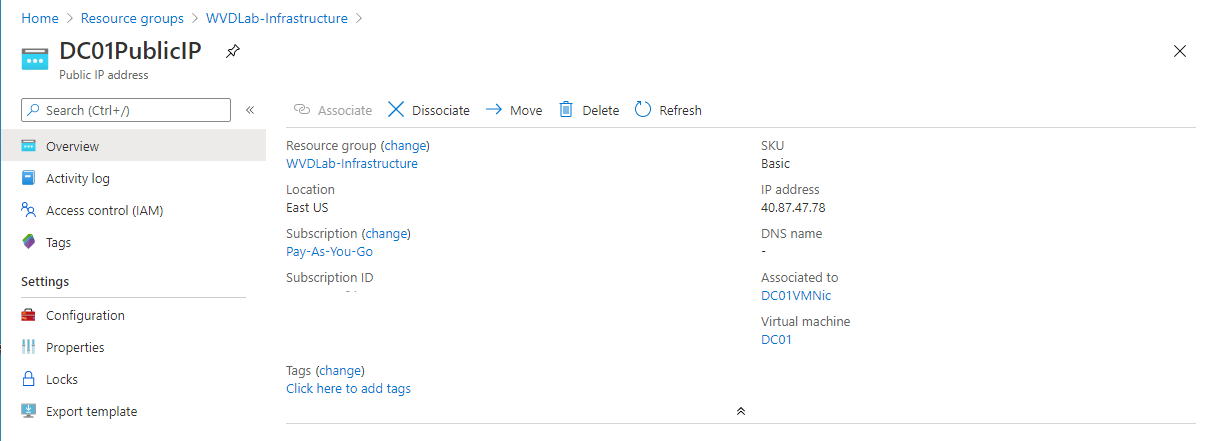 Home > Resource groups > WVDLab-Infrastructure >
DC01PublicIP
Public IP address
Search (Ctrl+/)
«
Overview
Activity log
Access control (IAM)
Tags
Settings
Configuration
Properties
Locks
Export template
Associate Dissociate Move Delete Refresh
Resource group (change)
WVDLab-Infrastructure
Location
East US
Subscription (change)
Pay-As-You-Go
Subscription ID
SKU
Basic
IP address
40.87.47.78
DNS name
-
Associated to
DC01VMNic
Virtual machine
DC01
Tags (change)
Click here to add tags